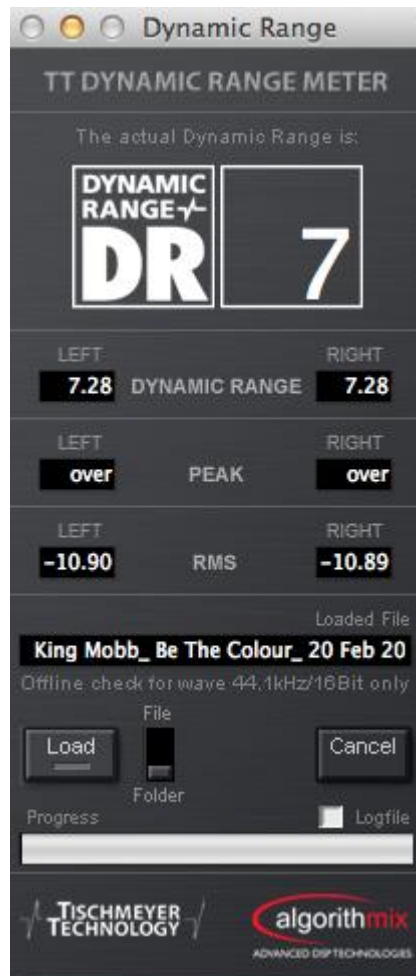 Dynamic Range
TT DYNAMIC RANGE METER
The actual Dynamic Range is:
DYNAMIC
RANGE
DR
7
LEFT RIGHT
7.28 DYNAMIC RANGE 7.28
LEFT RIGHT
over PEAK over
LEFT RIGHT
-10.90 RMS -10.89
Loaded File
King Mobb_ Be The Colour_ 20 Feb 20
Offline check for wave 44.1kHz/16Bit only
File
Load Cancel
Folder
Progress Logfile
TISCHMEYER
TECHNOLOGY
algorithmix
ADVANCED DSP TECHNOLOGIES